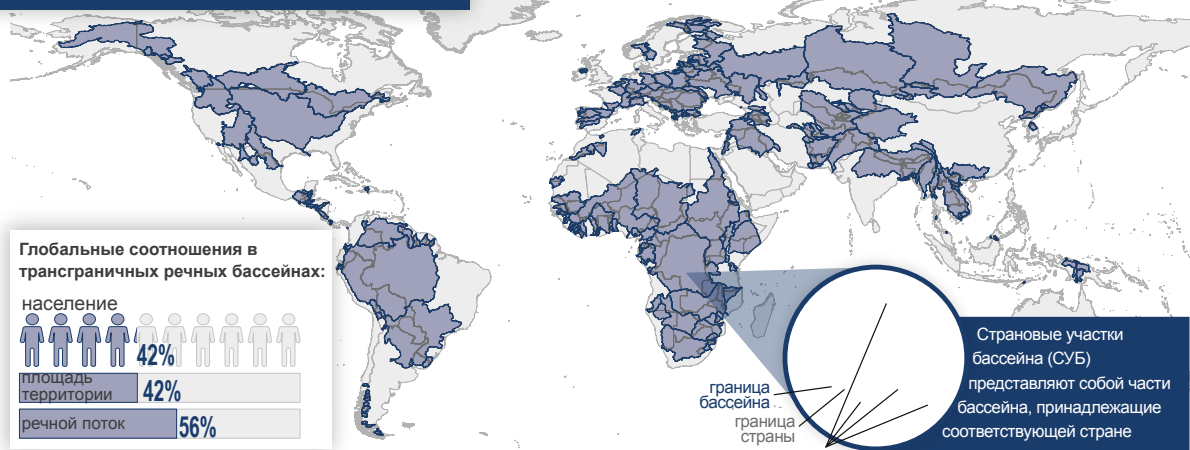 Глобальные соотношения в
трансграничных речных бассейнах:
население
42%
площадь
территории
42%
речной поток
56%
граница
бассейна
граница
страны
Страновые участки
бассейна (СУБ)
представляют собой части
бассейна, принадлежащие
соответствующей стране